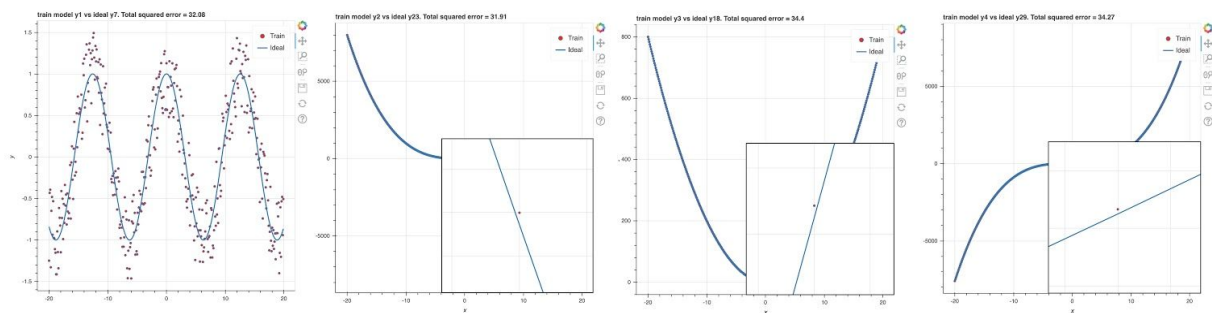 train model y1 vs ideal y7. Total squared error = 32.08
Train
Ideal
1.5
1
0.5
0
-0.5
-1
-1.5
y
-20
-10
0
10
20
x
train model y2 vs ideal y23. Total squared error = 31.91
Train
Ideal
5000
0
-5000
-20
-10
0
10
20
x
train model y3 vs ideal y18. Total squared error = 34.4
Train
Ideal
800
600
400
200
0
-20
-10
0
10
20
x
train model y4 vs ideal y29. Total squared error = 34.27
Train
Ideal
5000
0
-5000
-20
-10
0
10
20
x